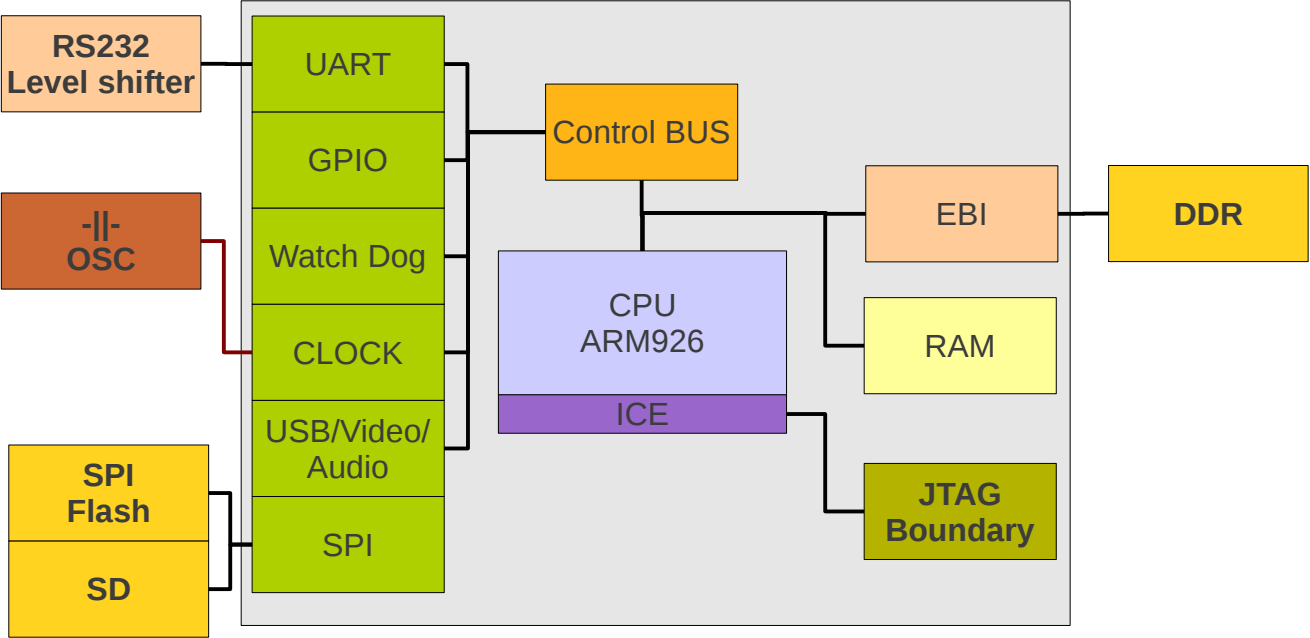 RS232
Level shifter
-||-
OSC
SPI
Flash
SD
UART
GPIO
Watch Dog
CLOCK
USB/Video/
Audio
SPI
Control BUS
CPU
ARM926
ICE
EBI
RAM
JTAG
Boundary
DDR